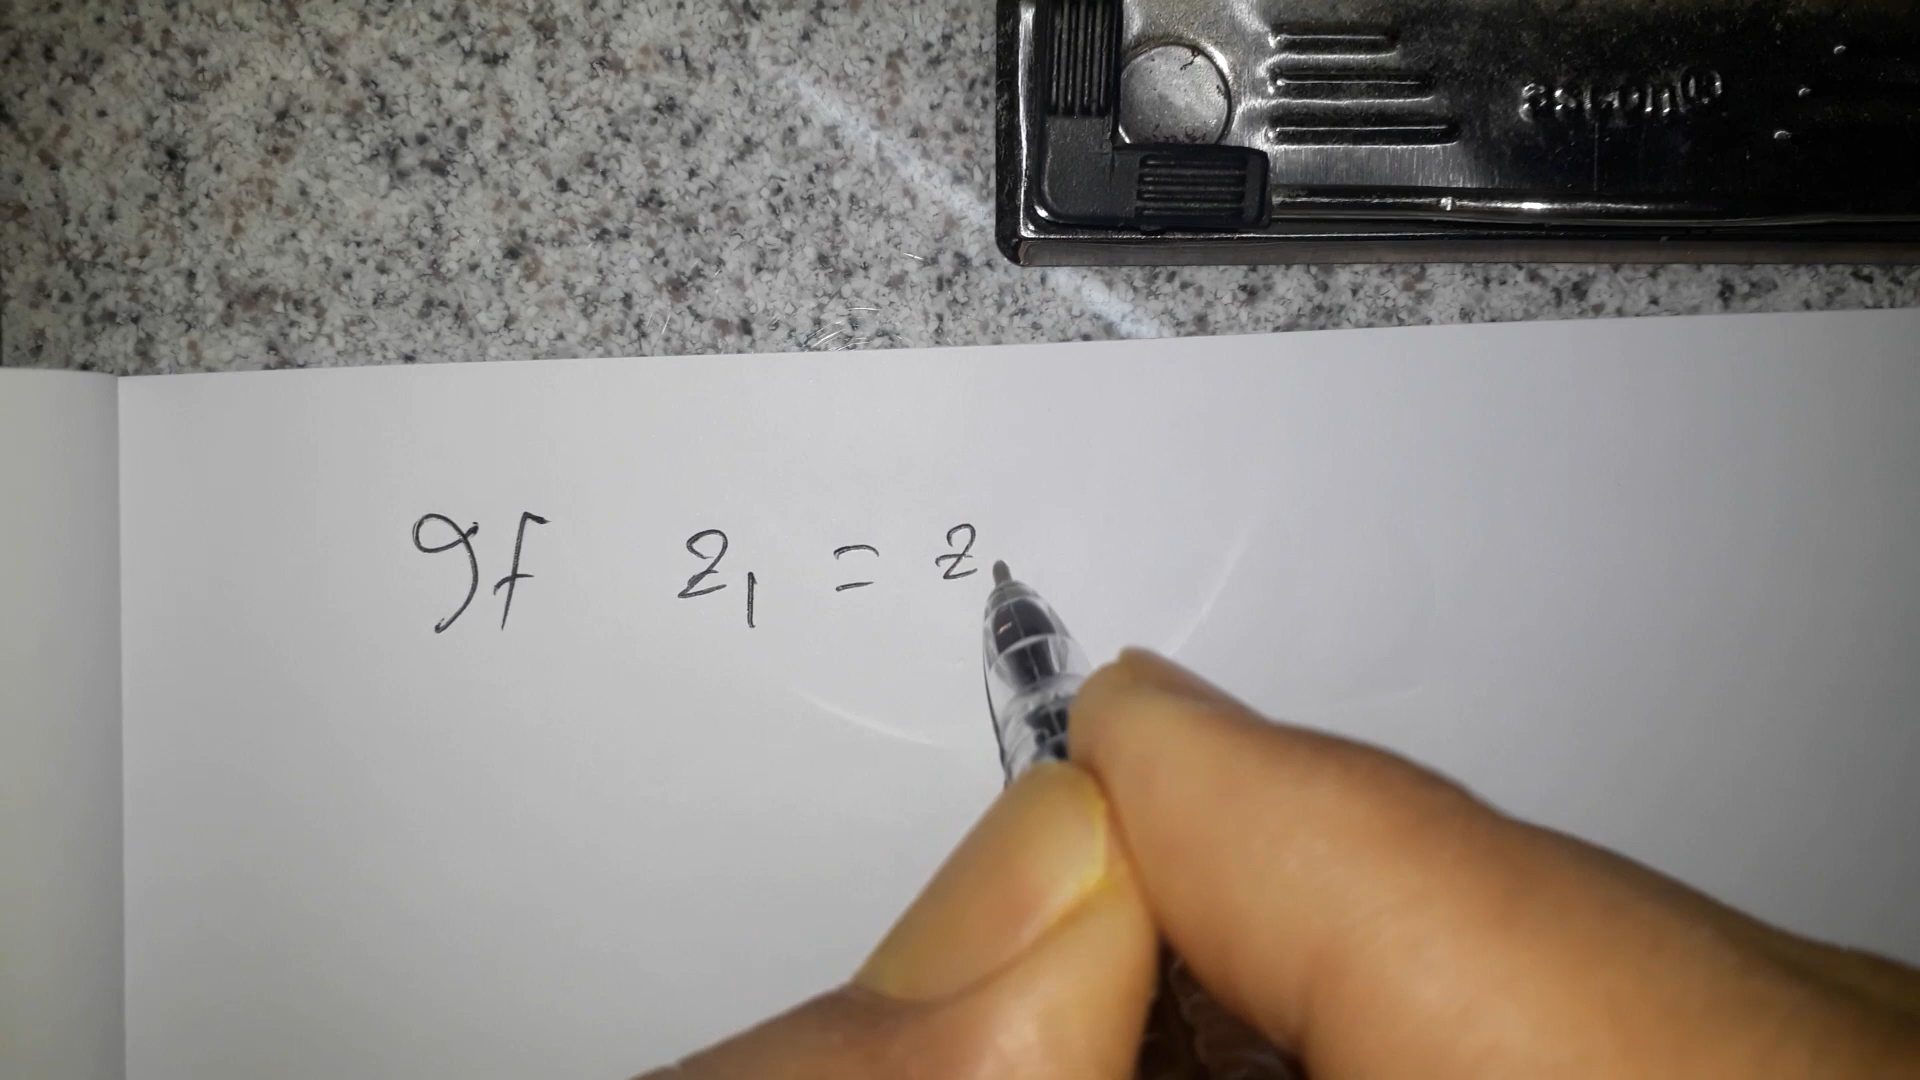 If z₁ = z